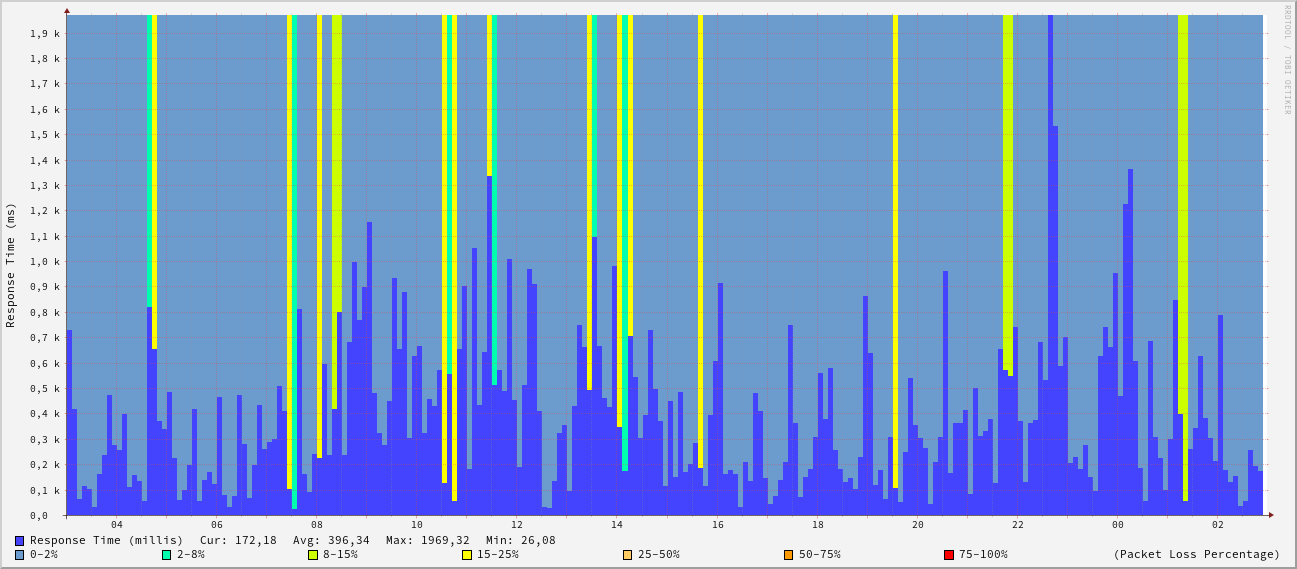 RRDTOOL / TOBI OETIKER
Response Time (ms)
1,9 k
1,8 k
1,7 k
1,6 k
1,5 k
1,4 k
1,3 k
1,2 k
1,1 k
1,0 k
0,9 k
0,8 k
0,7 k
0,6 k
0,5 k
0,4 k
0,3 k
0,2 k
0,1 k
0,0
04 06 08 10 12 14 16 18 20 22 00 02
Response Time (millis) Cur: 172,18 Avg: 396,34 Max: 1969,32 Min: 26,08
0-2% 2-8% 8-15% 15-25% 25-50% 50-75% 75-100% (Packet Loss Percentage)